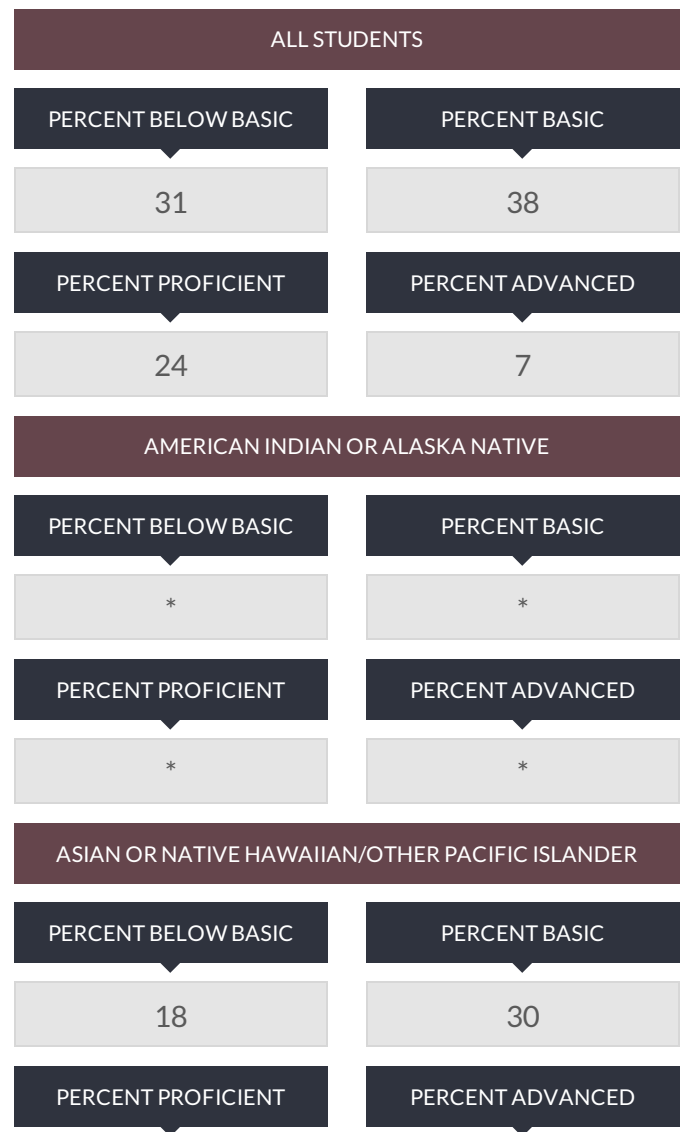 ALL STUDENTS
PERCENT BELOW BASIC PERCENT BASIC
31 38
PERCENT PROFICIENT PERCENT ADVANCED
24 7
AMERICAN INDIAN OR ALASKA NATIVE
PERCENT BELOW BASIC PERCENT BASIC
* *
PERCENT PROFICIENT PERCENT ADVANCED
* *
ASIAN OR NATIVE HAWAIIAN/OTHER PACIFIC ISLANDER
PERCENT BELOW BASIC PERCENT BASIC
18 30
PERCENT PROFICIENT PERCENT ADVANCED